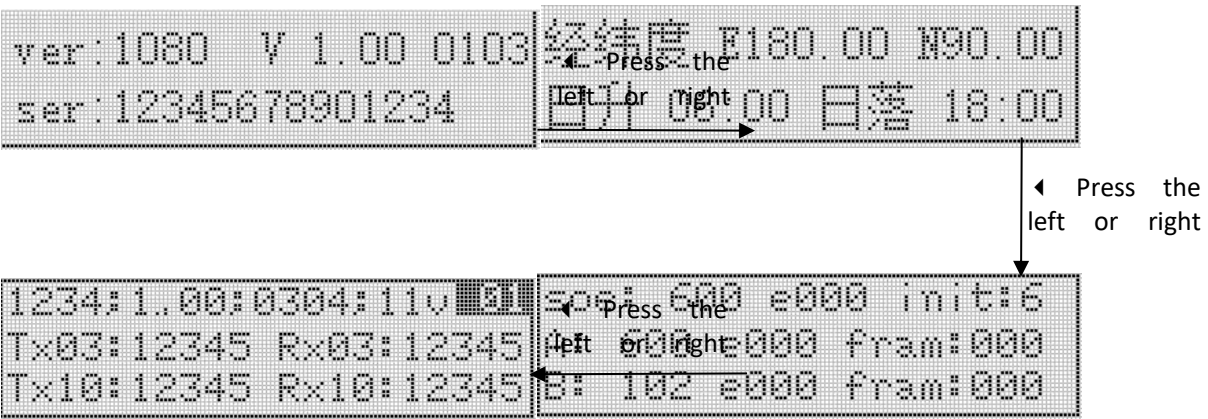 ver:1080 V 1.00 0103
ser:12345678901234
经纬度 E180.00 N90.00
日升 06:00 日落 18:00
◀ Press the
left or right
◀ Press the
left or right
1234;1..00;0304;11v
Tx03:12345 Rx03:12345
Tx10:12345 Rx10:12345
soe: 600 e000 init:6
600 e000 fram:000
B: 102 e000 fram:000
◀ Press the
left or right